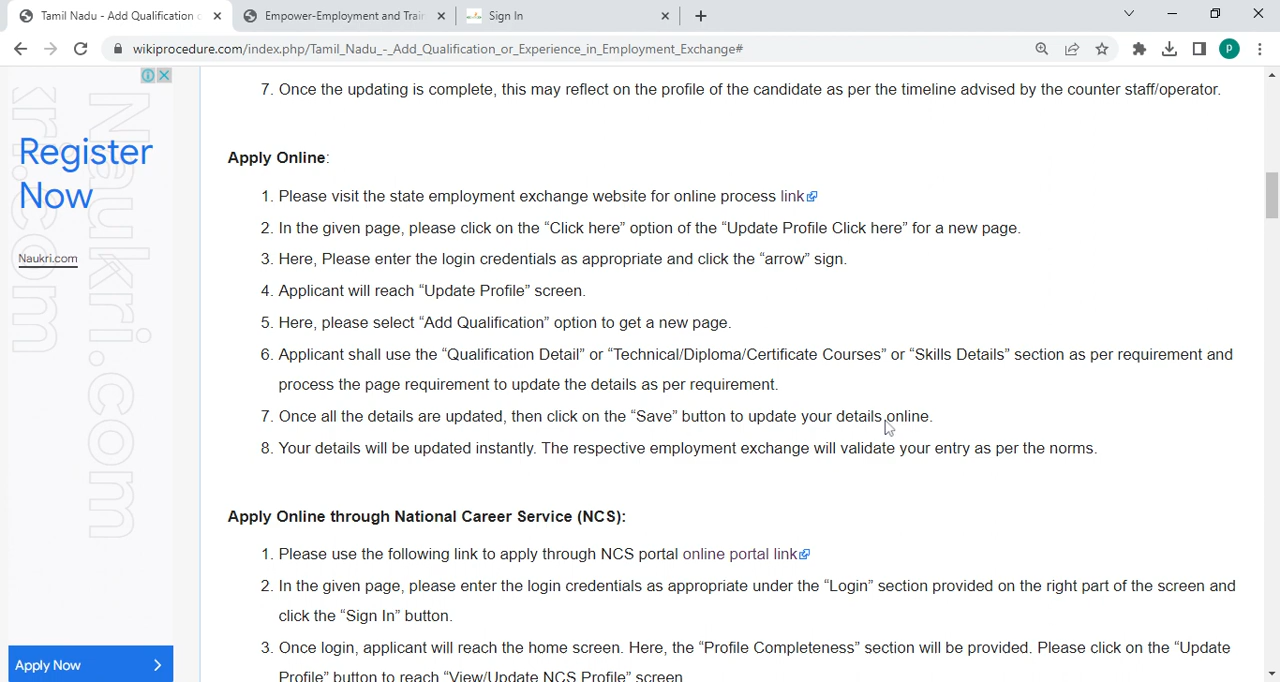 Tamil Nadu - Add Qualification o
Empower-Employment and Train
Sign In
wikiprocedure.com/index.php/Tamil_Nadu_-_Add_Qualification_or_Experience_in_Employment_Exchange#
P
7. Once the updating is complete, this may reflect on the profile of the candidate as per the timeline advised by the counter staff/operator.
Apply Online:
1. Please visit the state employment exchange website for online process link
2. In the given page, please click on the “Click here” option of the “Update Profile Click here” for a new page.
3. Here, Please enter the login credentials as appropriate and click the “arrow” sign.
4. Applicant will reach “Update Profile” screen.
5. Here, please select “Add Qualification” option to get a new page.
6. Applicant shall use the “Qualification Detail” or “Technical/Diploma/Certificate Courses” or “Skills Details” section as per requirement and
process the page requirement to update the details as per requirement.
7. Once all the details are updated, then click on the “Save” button to update your details online.
8. Your details will be updated instantly. The respective employment exchange will validate your entry as per the norms.
Apply Online through National Career Service (NCS):
1. Please use the following link to apply through NCS portal online portal link
2. In the given page, please enter the login credentials as appropriate under the “Login” section provided on the right part of the screen and
click the “Sign In” button.
3. Once login, applicant will reach the home screen. Here, the “Profile Completeness” section will be provided. Please click on the “Update
Profile” button to reach “View/Update NCS Profile” screen
Register
Now
Naukri.com
Naukri.com
kri.com
Apply Now